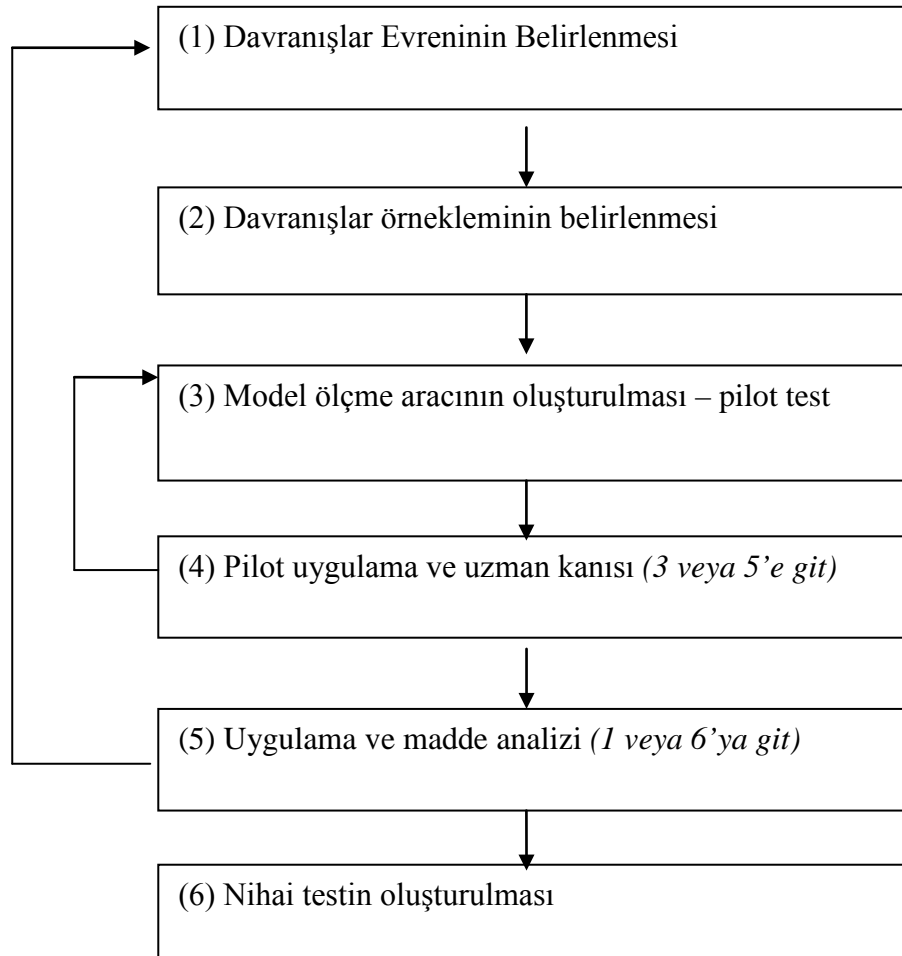 (1) Davranışlar Evreninin Belirlenmesi
(2) Davranışlar örnekleminin belirlenmesi
(3) Model ölçme aracının oluşturulması – pilot test
(4) Pilot uygulama ve uzman kanısı (3 veya 5’e git)
(5) Uygulama ve madde analizi (1 veya 6’ya git)
(6) Nihai testin oluşturulması